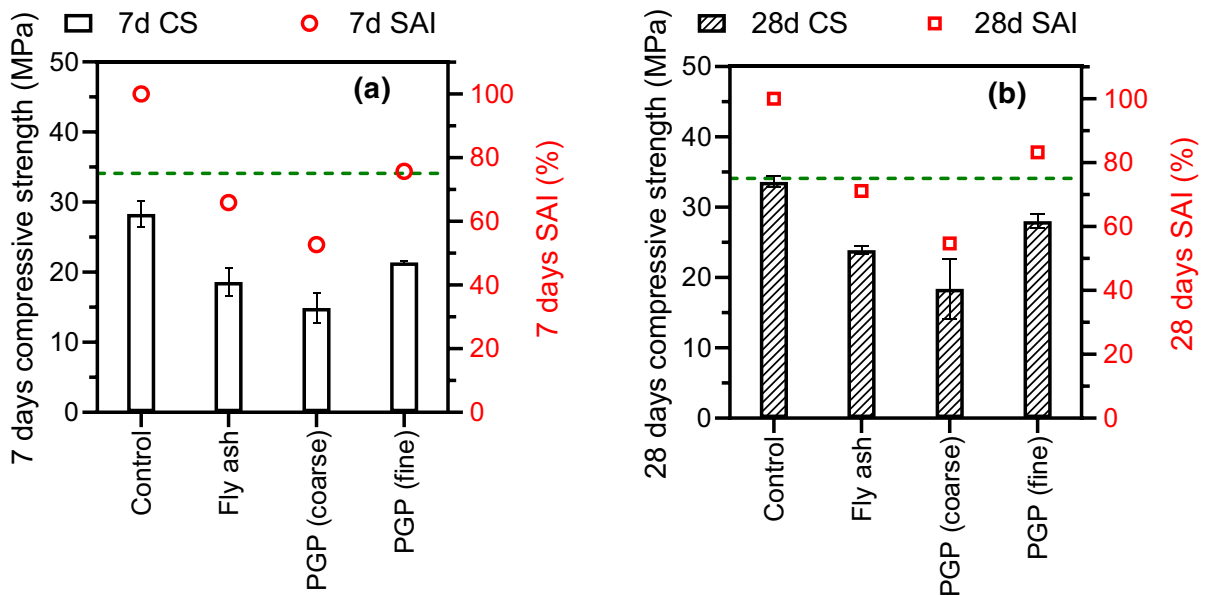 7d CS
7d SAI
(a)
7 days compressive strength (MPa)
50
40
30
20
10
0
100
80
60
40
20
0
7 days SAI (%)
Control
Fly ash
PGP (coarse)
PGP (fine)
28d CS
28d SAI
(b)
28 days compressive strength (MPa)
50
40
30
20
10
0
100
80
60
40
20
0
28 days SAI (%)
Control
Fly ash
PGP (coarse)
PGP (fine)